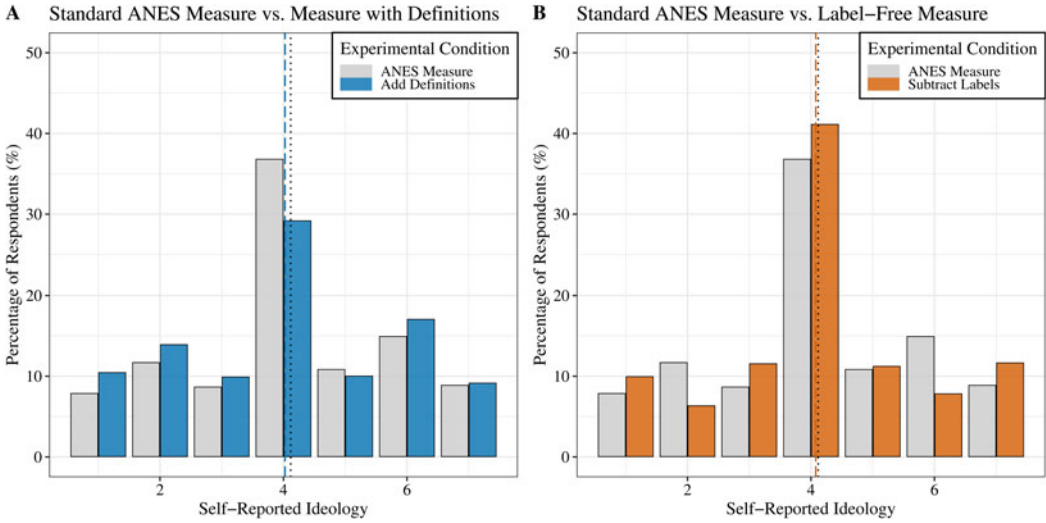 A Standard ANES Measure vs. Measure with Definitions
Experimental Condition
ANES Measure
Add Definitions
Percentage of Respondents (%)
50
40
30
20
10
0
2 4 6
Self-Reported Ideology
B Standard ANES Measure vs. Label-Free Measure
Experimental Condition
ANES Measure
Subtract Labels
Percentage of Respondents (%)
50
40
30
20
10
0
2 4 6
Self-Reported Ideology